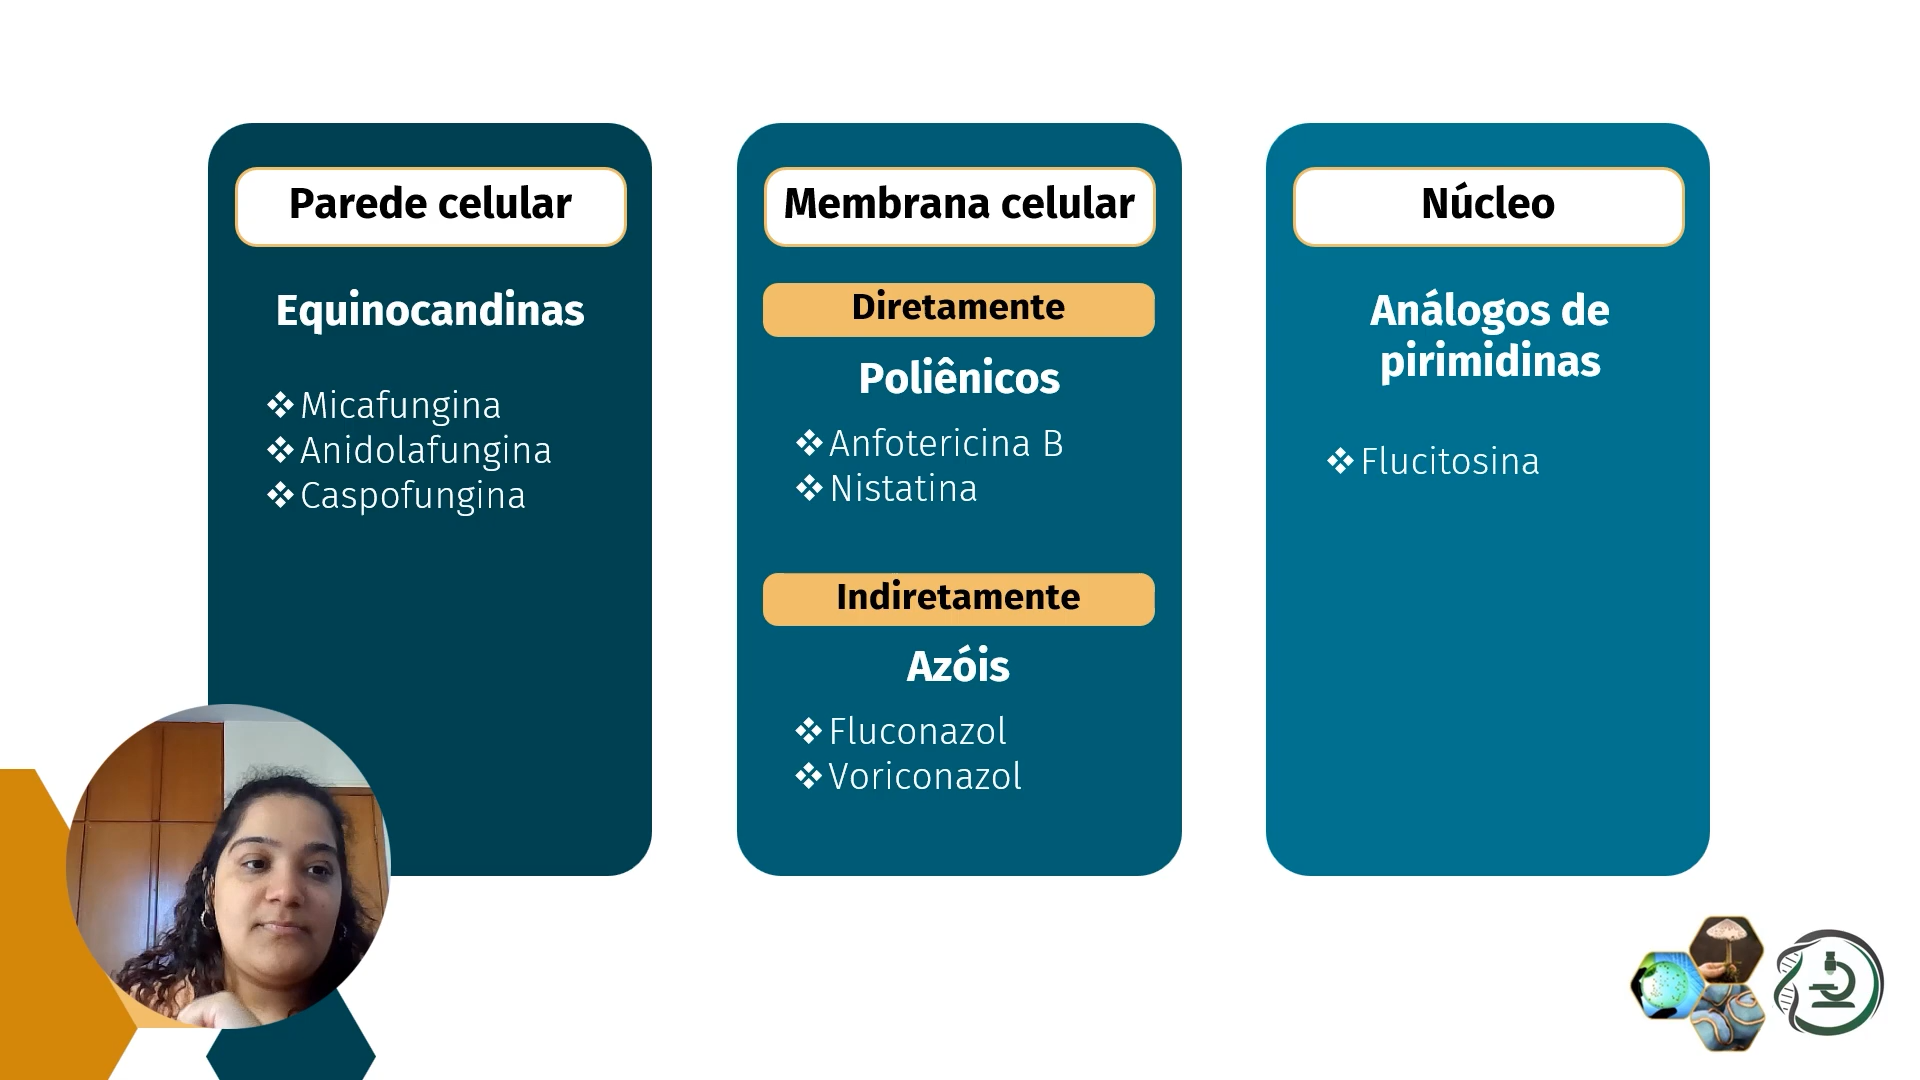 Parede celular
Equinocandinas
❖ Micafungina
❖ Anidolafungina
❖ Caspofungina
Membrana celular
Diretamente
Poliênicos
❖ Anfotericina B
❖ Nistatina
Indiretamente
Azóis
❖ Fluconazol
❖ Voriconazol
Núcleo
Análogos de
pirimidinas
❖ Flucitosina